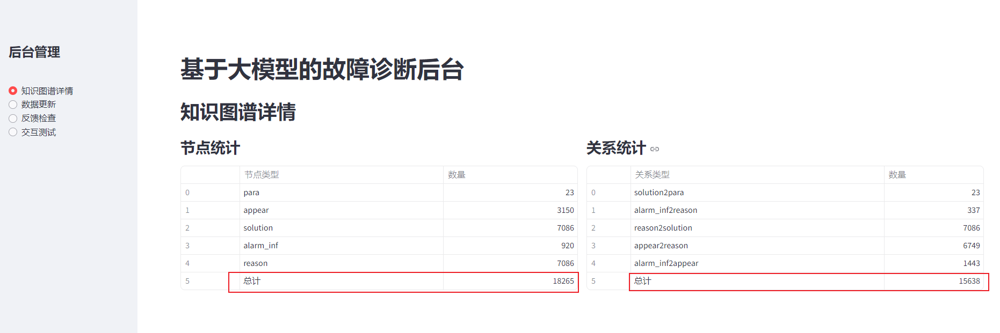 后台管理
知识图谱详情
数据更新
反馈检查
交互测试
基于大模型的故障诊断后台
知识图谱详情
节点统计
节点类型 数量
0 para 23
1 appear 3150
2 solution 7086
3 alarm_inf 920
4 reason 7086
5 总计 18265
关系统计
关系类型 数量
0 solution2para 23
1 alarm_inf2reason 337
2 reason2solution 7086
3 appear2reason 6749
4 alarm_inf2appear 1443
5 总计 15638